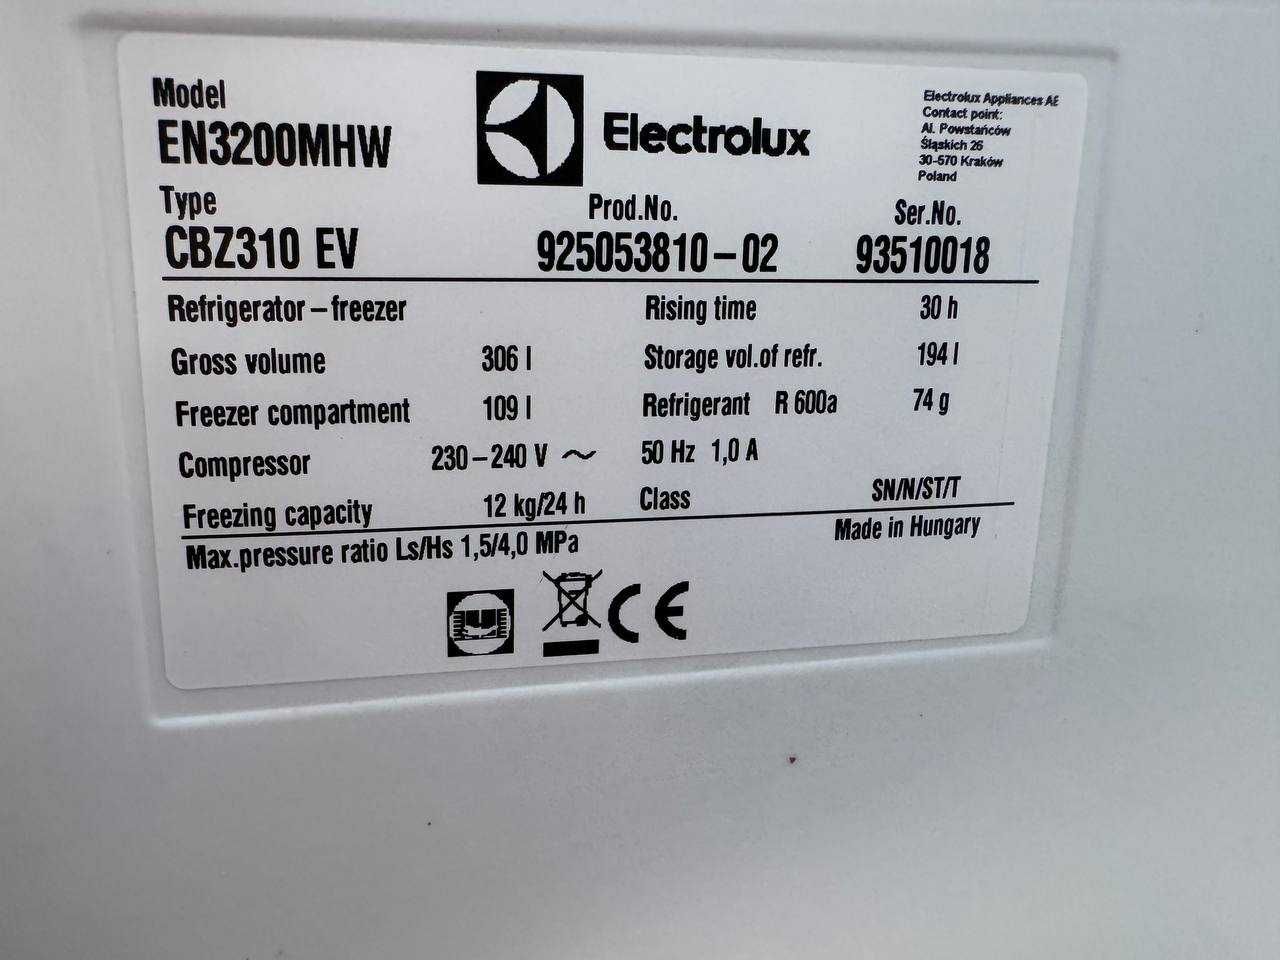 Model
EN3200MHW
Electrolux
Electrolux Appliances AE
Contact point:
Al. Powstańców
Śląskich 26
30-570 Kraków
Poland
Type
CBZ310 EV
Prod.No.
925053810-02
Ser.No.
93510018
Refrigerator-freezer
Rising time 30 h
Gross volume 306 l
Storage vol.of refr. 194 l
Freezer compartment 109 l
Refrigerant R 600a 74 g
Compressor 230-240 V ~ 50 Hz 1,0 A
Freezing capacity 12 kg/24 h
Class SN/N/ST/T
Max.pressure ratio Ls/Hs 1,5/4,0 MPa
Made in Hungary
CE